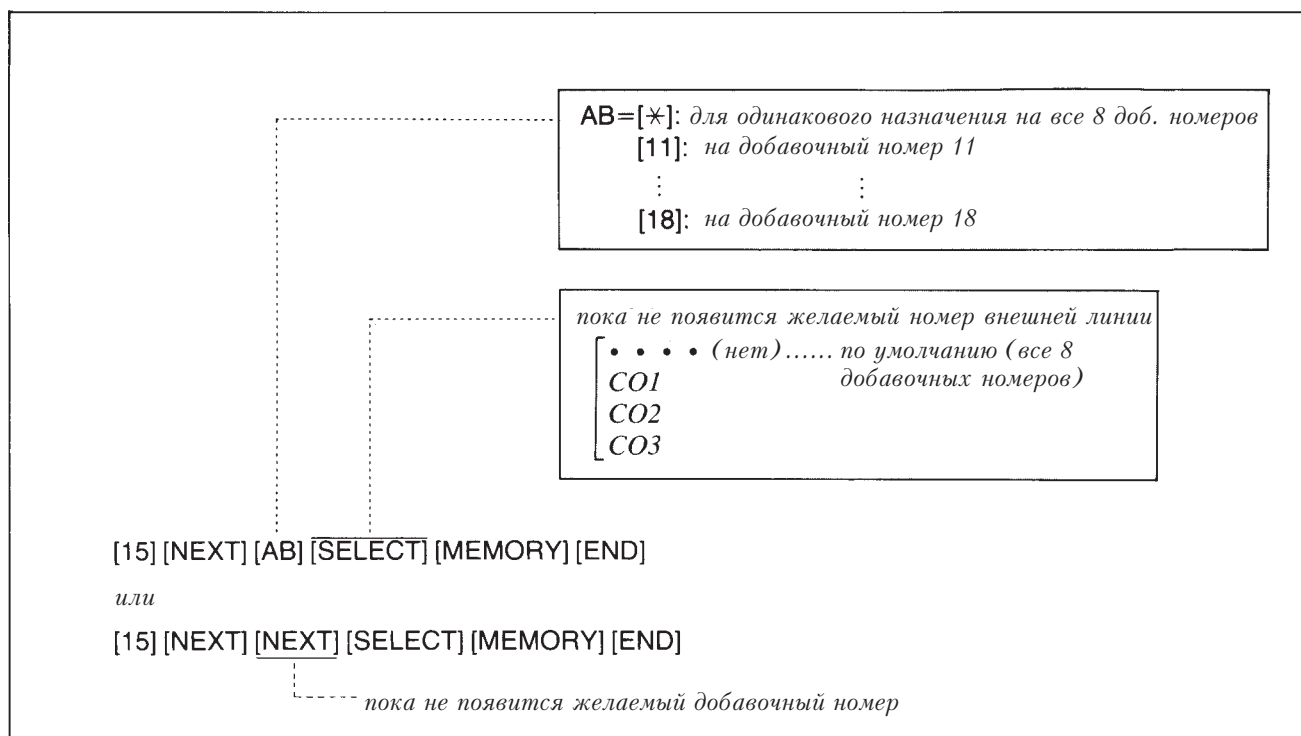 AB=[✳]: для одинакового назначения на все 8 доб. номеров
[11]: на добавочный номер 11
⋮ ⋮
[18]: на добавочный номер 18
пока не появится желаемый номер внешней линии
• • • • (нет)...... по умолчанию (все 8
добавочных номеров)
CO1
CO2
CO3
[15] [NEXT] [AB] [SELECT] [MEMORY] [END]
или
[15] [NEXT] [NEXT] [SELECT] [MEMORY] [END]
пока не появится желаемый добавочный номер